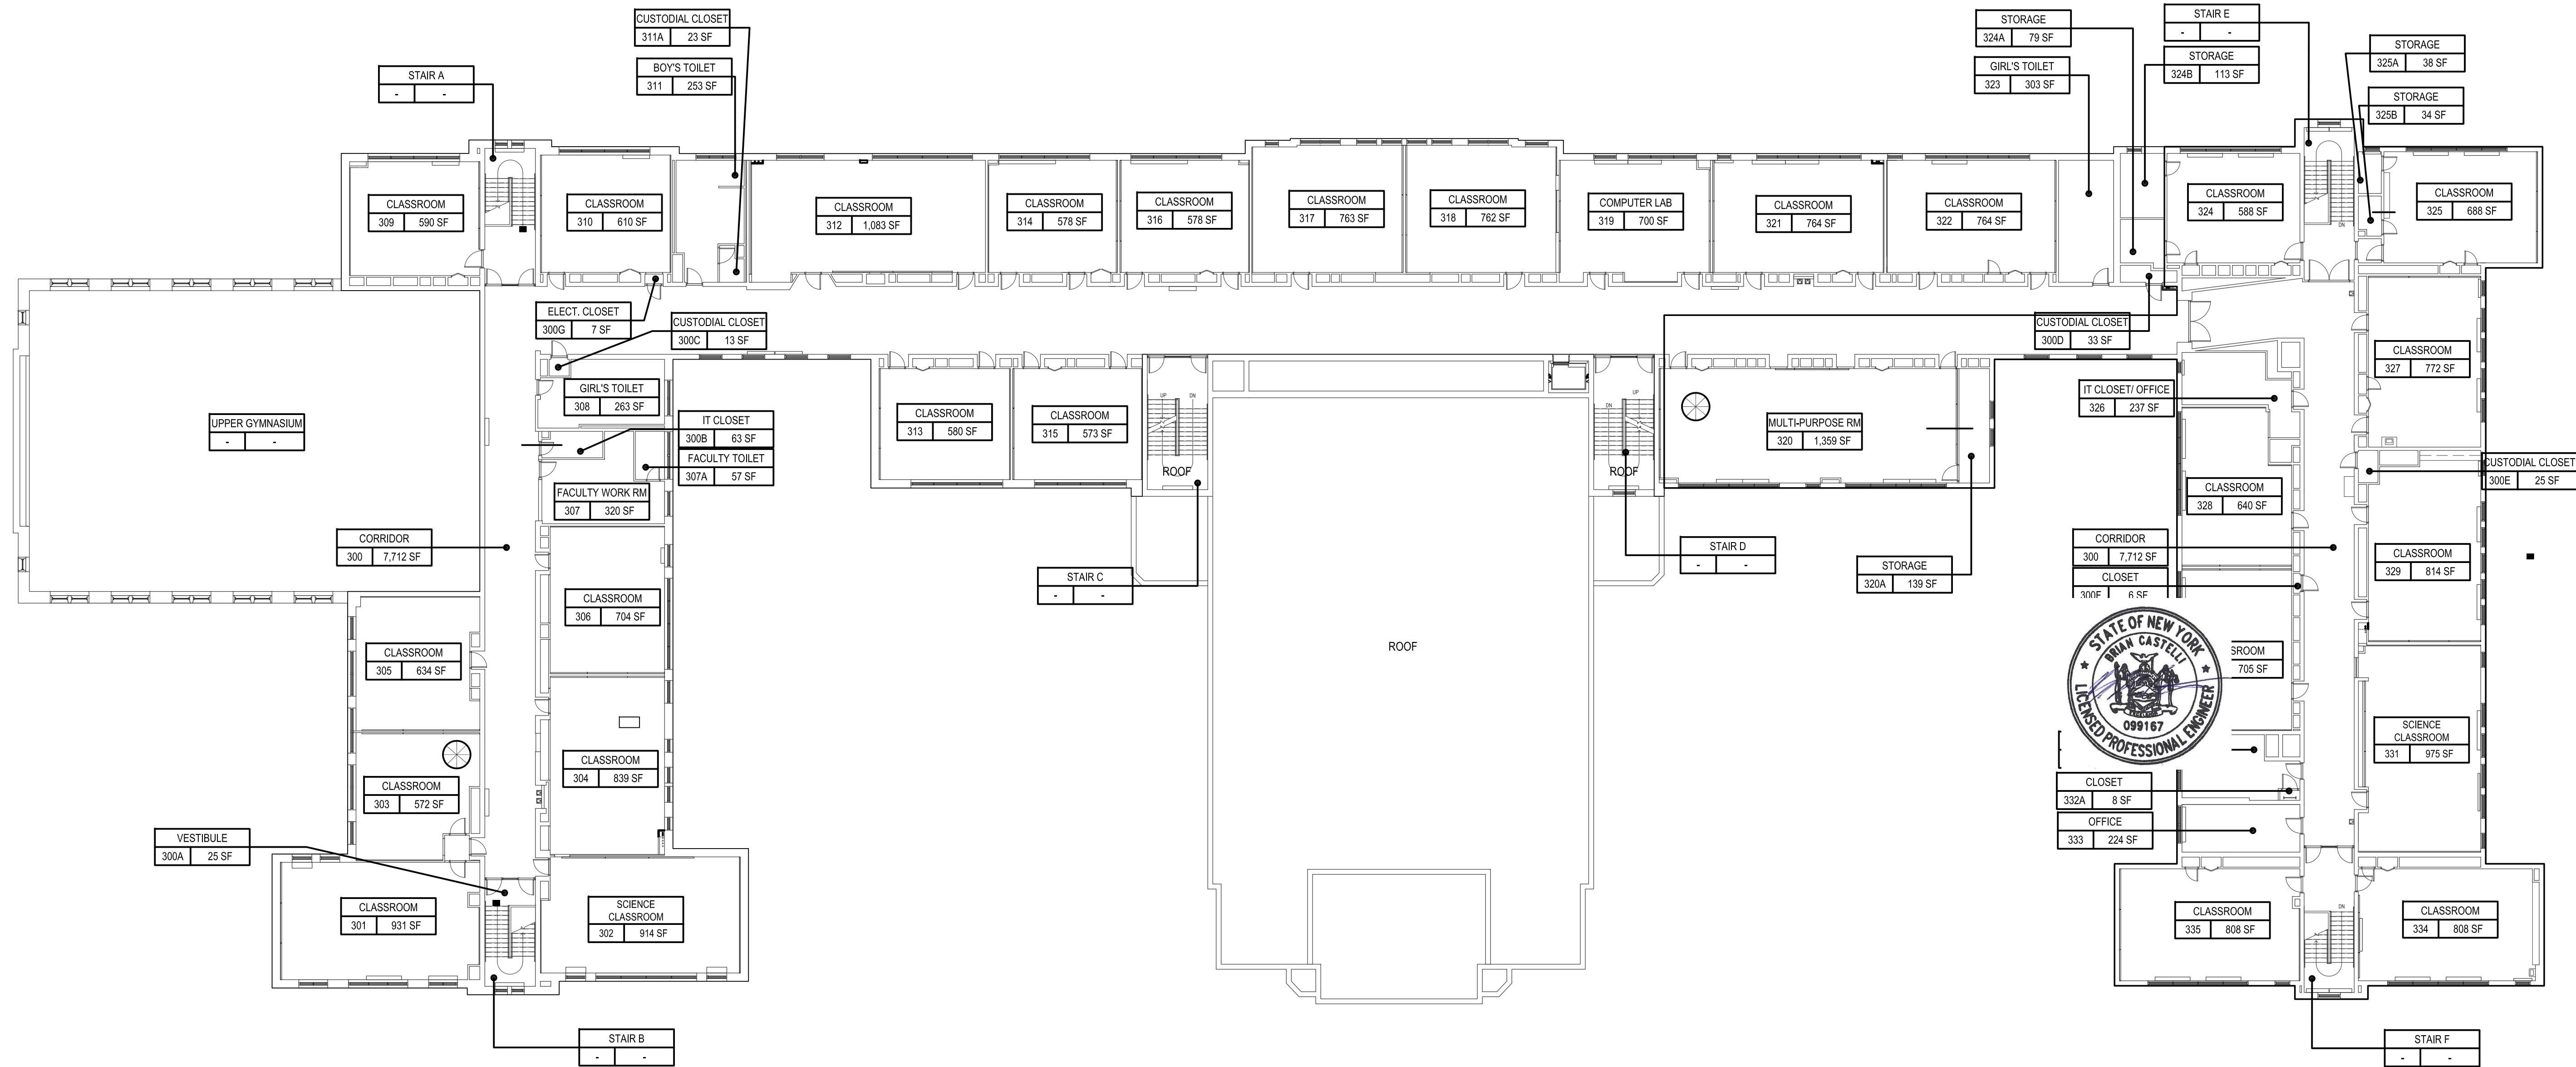 CUSTODIAL CLOSET
311A 23 SF
BOY'S TOILET
311 253 SF
STAIR A
- -
STORAGE
324A 79 SF
STAIR E
- -
STORAGE
325A 38 SF
STORAGE
324B 113 SF
GIRL'S TOILET
323 303 SF
STORAGE
325B 34 SF
CLASSROOM
309 590 SF
CLASSROOM
310 610 SF
CLASSROOM
312 1,083 SF
CLASSROOM
314 578 SF
CLASSROOM
316 578 SF
CLASSROOM
317 763 SF
CLASSROOM
318 762 SF
COMPUTER LAB
319 700 SF
CLASSROOM
321 764 SF
CLASSROOM
322 764 SF
CLASSROOM
324 588 SF
DN
CLASSROOM
325 688 SF
ELECT. CLOSET
300G 7 SF
CUSTODIAL CLOSET
300C 13 SF
CUSTODIAL CLOSET
300D 33 SF
CLASSROOM
327 772 SF
GIRL'S TOILET
308 263 SF
IT CLOSET/ OFFICE
326 237 SF
UPPER GYMNASIUM
- -
IT CLOSET
300B 63 SF
FACULTY TOILET
307A 57 SF
CLASSROOM
313 580 SF
CLASSROOM
315 573 SF
UP DN
ROOF
DN UP
ROOF
MULTI-PURPOSE RM
320 1,359 SF
CUSTODIAL CLOSET
300E 25 SF
FACULTY WORK RM
307 320 SF
CLASSROOM
328 640 SF
CORRIDOR
300 7,712 SF
STAIR C
- -
STAIR D
- -
STORAGE
320A 139 SF
CORRIDOR
300 7,712 SF
CLOSET
300F 6 SF
CLASSROOM
329 814 SF
CLASSROOM
306 704 SF
CLASSROOM
305 634 SF
ROOF
STATE OF NEW YORK
BRIAN CASTELLI
EXCELSIOR
099167
LICENSED PROFESSIONAL ENGINEER
SROOM
705 SF
SCIENCE
CLASSROOM
331 975 SF
CLASSROOM
304 839 SF
CLASSROOM
303 572 SF
CLOSET
332A 8 SF
OFFICE
333 224 SF
VESTIBULE
300A 25 SF
CLASSROOM
301 931 SF
SCIENCE
CLASSROOM
302 914 SF
CLASSROOM
335 808 SF
DN
CLASSROOM
334 808 SF
STAIR B
- -
STAIR F
- -